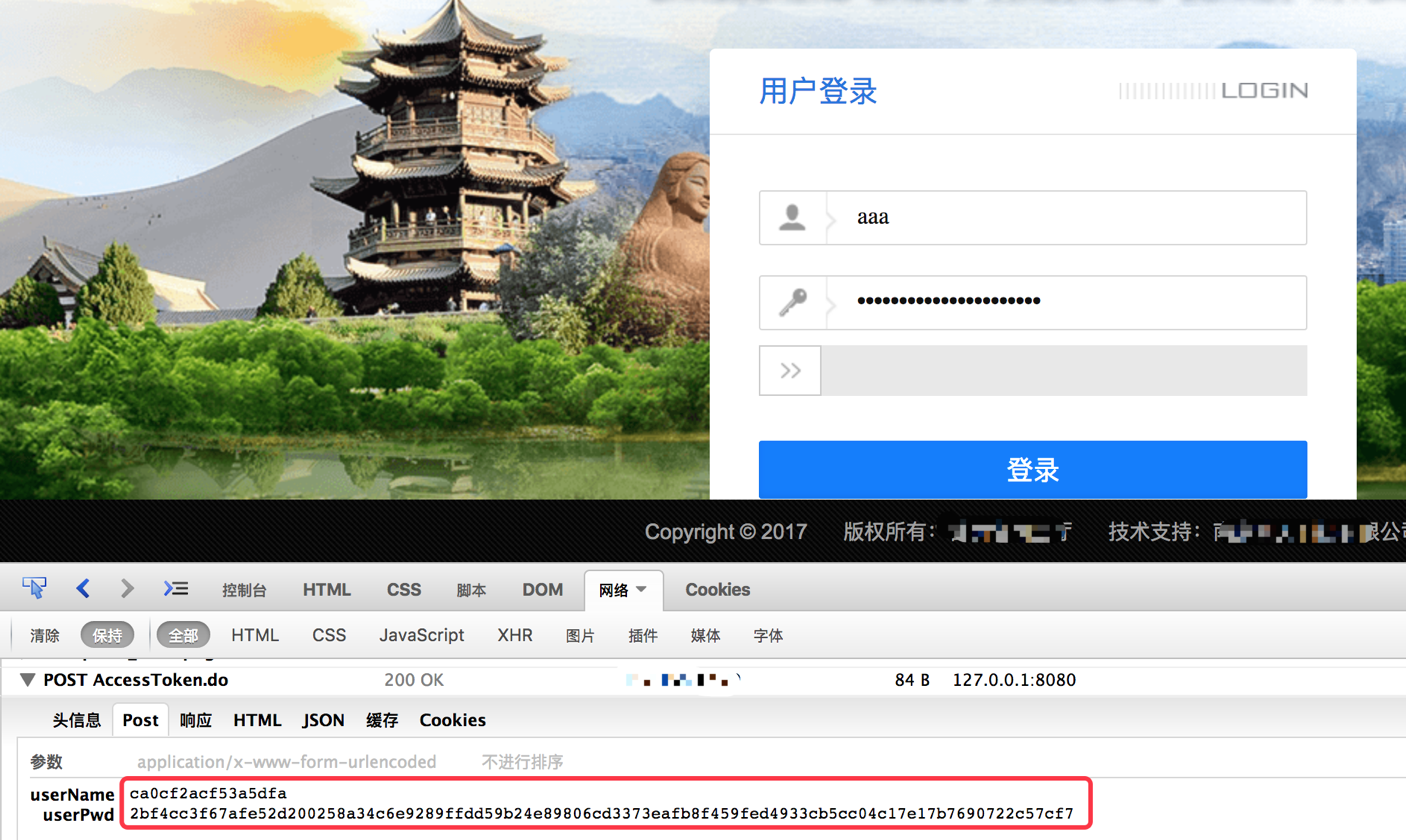 用户登录
LOGIN
aaa
登录
Copyright © 2017 版权所有: 厅 技术支持: 限公司
控制台 HTML CSS 脚本 DOM 网络 Cookies
清除 保持 全部 HTML CSS JavaScript XHR 图片 插件 媒体 字体
POST AccessToken.do 200 OK 84 B 127.0.0.1:8080
头信息 Post 响应 HTML JSON 缓存 Cookies
参数 application/x-www-form-urlencoded 不进行排序
userName ca0cf2acf53a5dfa
userPwd 2bf4cc3f67afe52d200258a34c6e9289ffdd59b24e89806cd3373eafb8f459fed4933cb5cc04c17e17b7690722c57cf7